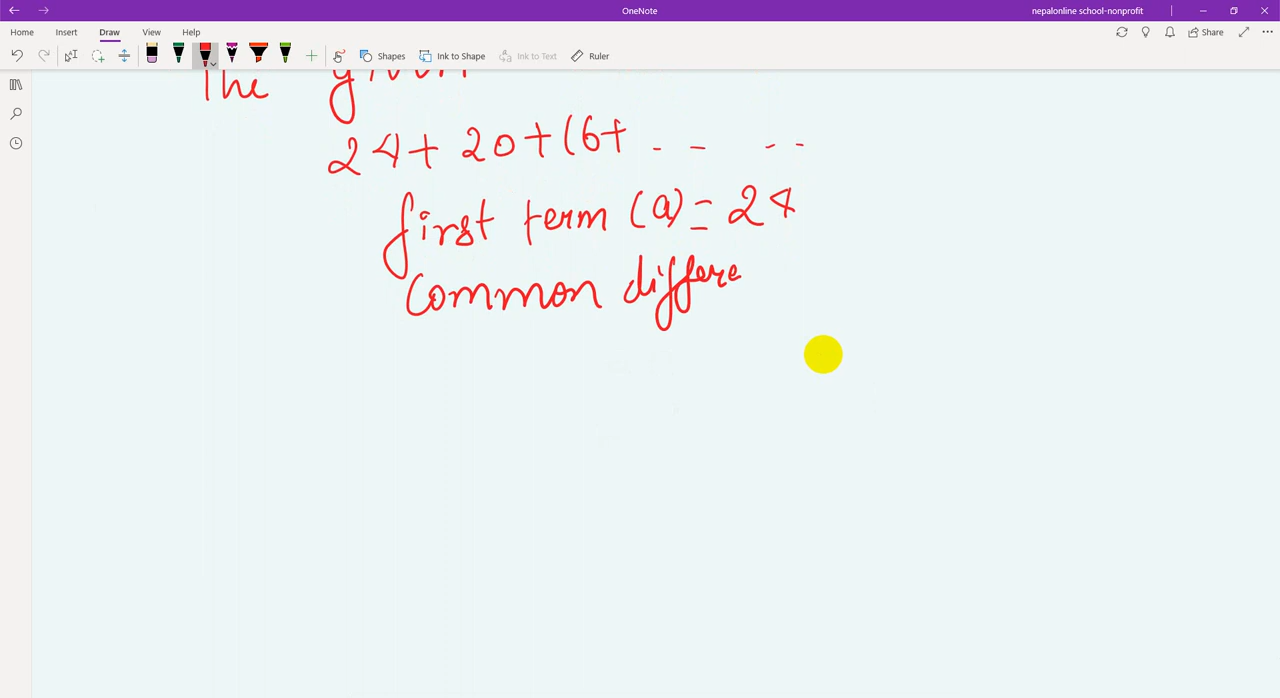 OneNote
nepalonline school-nonprofit
Home Insert Draw View Help
Share
Shapes Ink to Shape Ink to Text Ruler
The given
24+ 20+16+ - - - -
first term (a) = 24
common differe